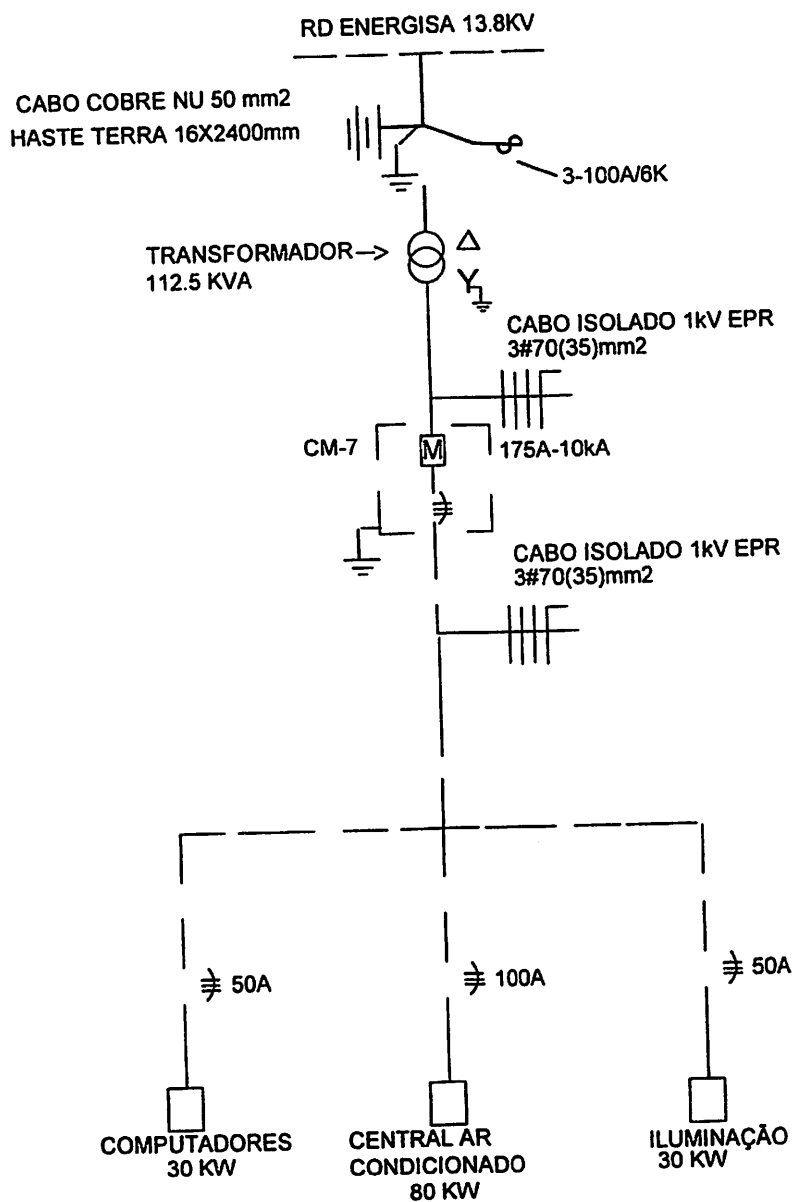 RD ENERGISA 13.8KV
CABO COBRE NU 50 mm2
HASTE TERRA 16X2400mm
3-100A/6K
TRANSFORMADOR
112.5 KVA
CABO ISOLADO 1kV EPR
3#70(35)mm2
CM-7
M
175A-10kA
CABO ISOLADO 1kV EPR
3#70(35)mm2
50A
100A
50A
COMPUTADORES
30 KW
CENTRAL AR
CONDICIONADO
80 KW
ILUMINAÇÃO
30 KW